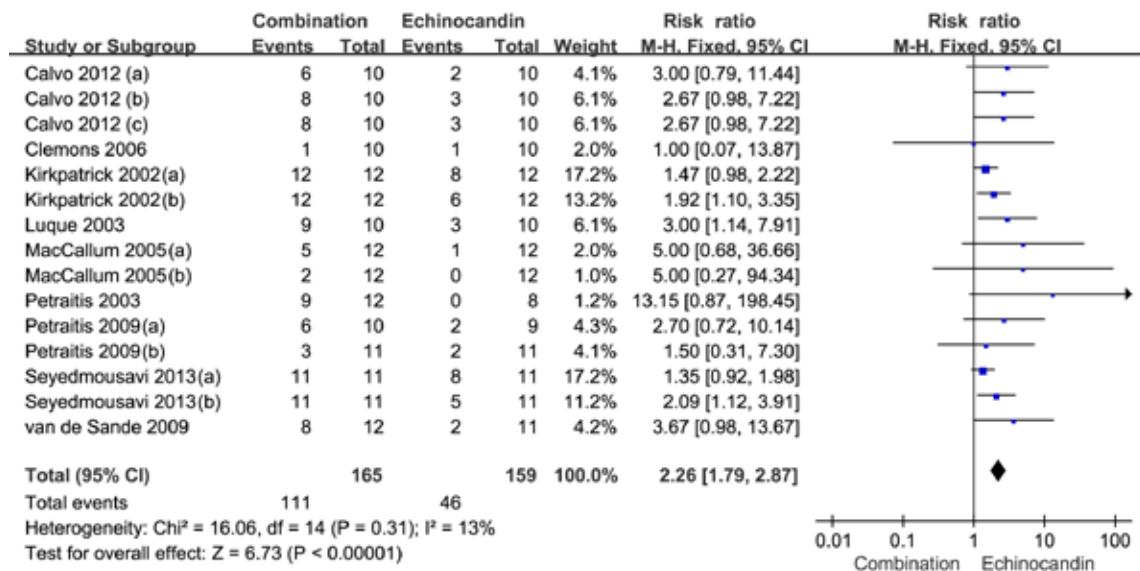 Combination Echinocandin Risk ratio Risk ratio
Study or Subgroup Events Total Events Total Weight M-H. Fixed. 95% CI M-H. Fixed. 95% CI
Calvo 2012 (a) 6 10 2 10 4.1% 3.00 [0.79, 11.44]
Calvo 2012 (b) 8 10 3 10 6.1% 2.67 [0.98, 7.22]
Calvo 2012 (c) 8 10 3 10 6.1% 2.67 [0.98, 7.22]
Clemons 2006 1 10 1 10 2.0% 1.00 [0.07, 13.87]
Kirkpatrick 2002(a) 12 12 8 12 17.2% 1.47 [0.98, 2.22]
Kirkpatrick 2002(b) 12 12 6 12 13.2% 1.92 [1.10, 3.35]
Luque 2003 9 10 3 10 6.1% 3.00 [1.14, 7.91]
MacCallum 2005(a) 5 12 1 12 2.0% 5.00 [0.68, 36.66]
MacCallum 2005(b) 2 12 0 12 1.0% 5.00 [0.27, 94.34]
Petraitis 2003 9 12 0 8 1.2% 13.15 [0.87, 198.45]
Petraitis 2009(a) 6 10 2 9 4.3% 2.70 [0.72, 10.14]
Petraitis 2009(b) 3 11 2 11 4.1% 1.50 [0.31, 7.30]
Seyedmousavi 2013(a) 11 11 8 11 17.2% 1.35 [0.92, 1.98]
Seyedmousavi 2013(b) 11 11 5 11 11.2% 2.09 [1.12, 3.91]
van de Sande 2009 8 12 2 11 4.2% 3.67 [0.98, 13.67]
Total (95% CI) 165 159 100.0% 2.26 [1.79, 2.87]
Total events 111 46
Heterogeneity: Chi² = 16.06, df = 14 (P = 0.31); I² = 13%
Test for overall effect: Z = 6.73 (P < 0.00001)
0.01 0.1 1 10 100
Combination Echinocandin